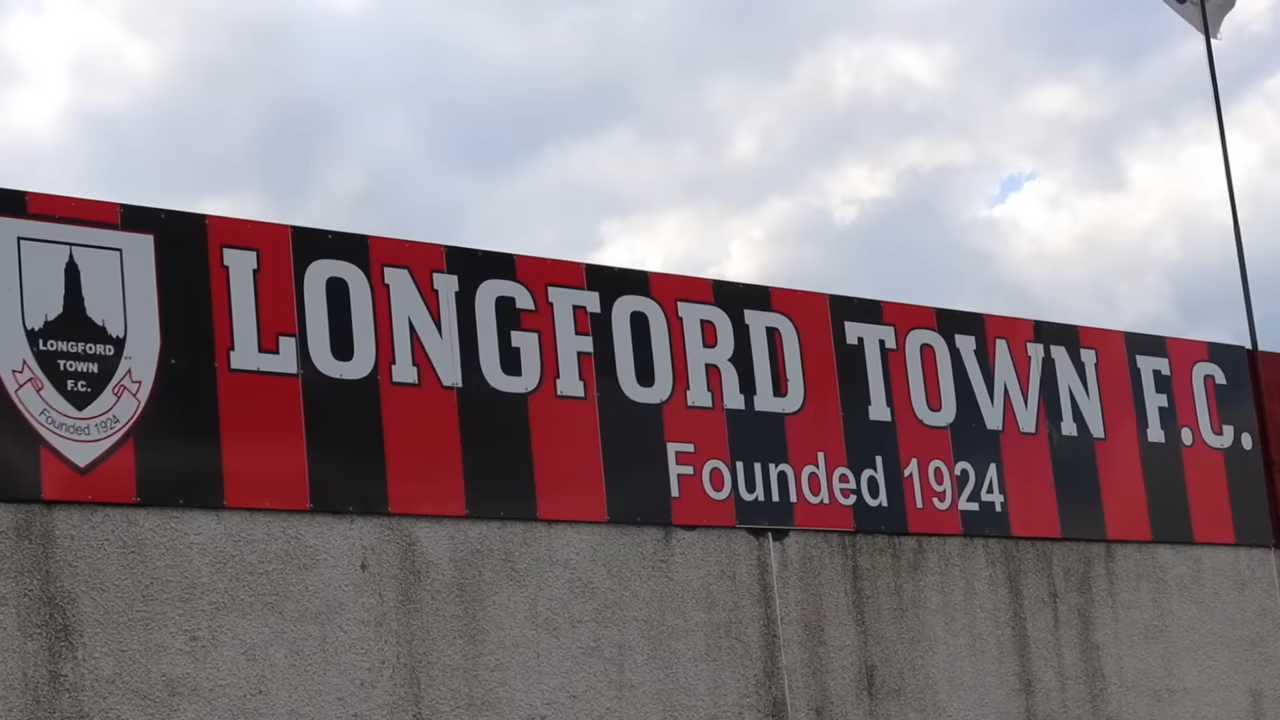 LONGFORD
TOWN
F.C.
Founded 1924
LONGFORD TOWN F.C.
Founded 1924